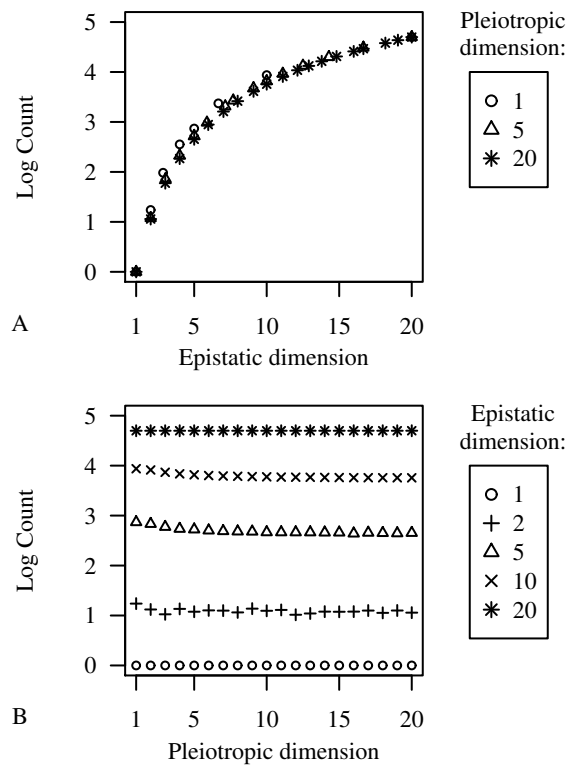 Log Count
5
4
3
2
1
0
1 5 10 15 20
Epistatic dimension
A
Pleiotropic
dimension:
1
5
20
Log Count
5
4
3
2
1
0
1 5 10 15 20
Pleiotropic dimension
B
Epistatic
dimension:
1
2
5
10
20